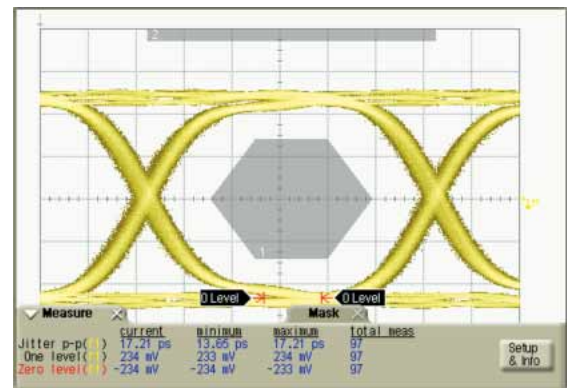 2
1
0 Level 0 Level
Measure Mask
current minimum maximum total meas
Jitter p-p( ) 17.21 ps 13.65 ps 17.21 ps 97
One level( ) 234 mV 233 mV 234 mV 97
Zero level( ) -234 mV -234 mV -233 mV 97
Setup
& Info